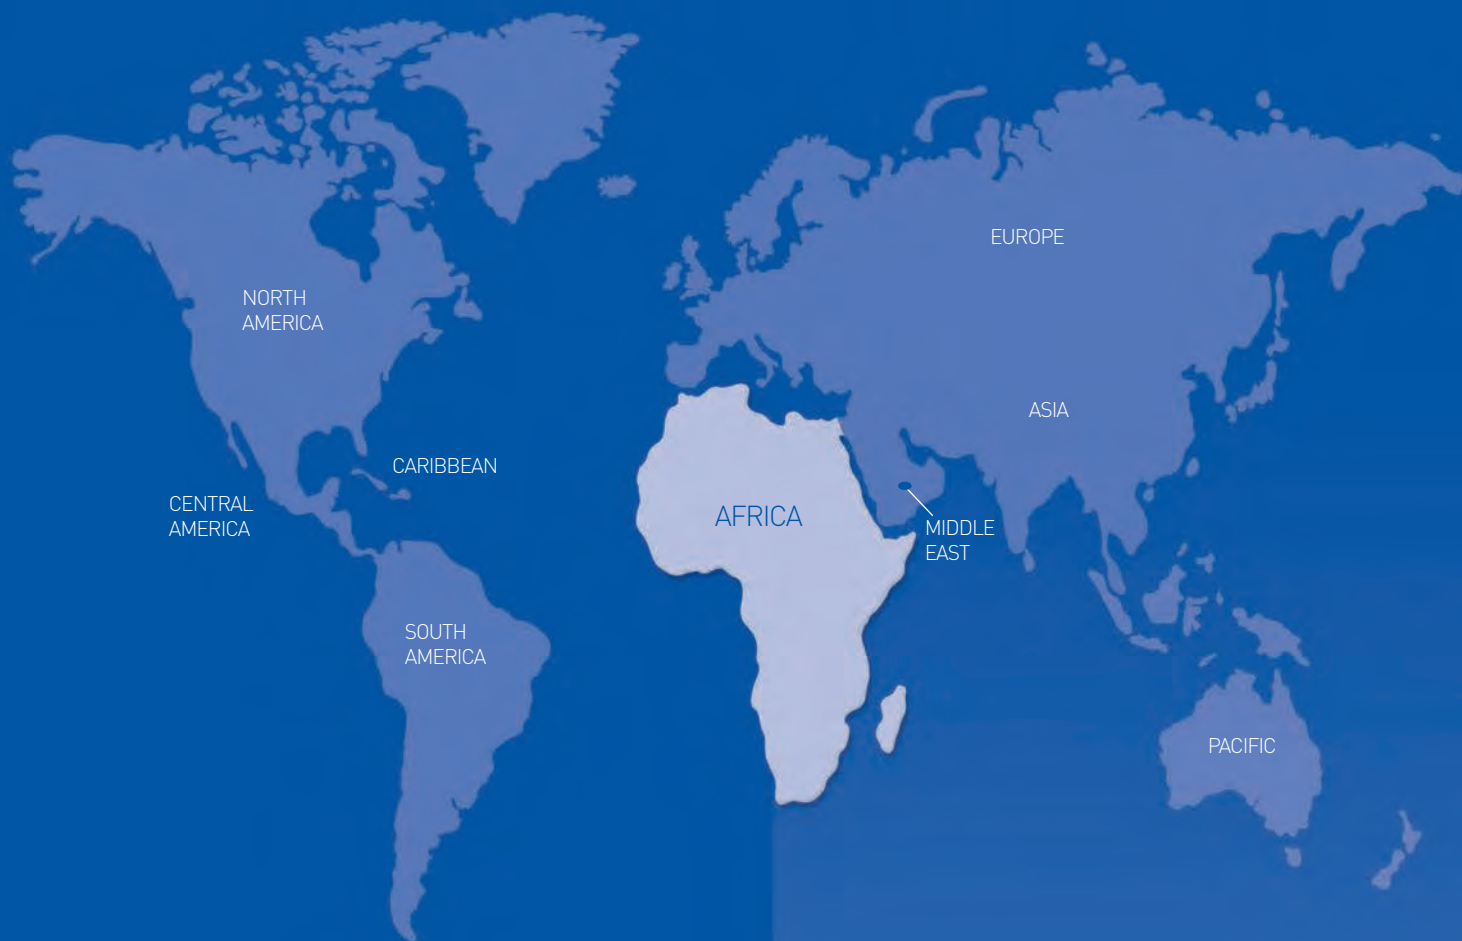 EUROPE
NORTH
AMERICA
ASIA
CARIBBEAN
CENTRAL
AMERICA
AFRICA
MIDDLE
EAST
SOUTH
AMERICA
PACIFIC